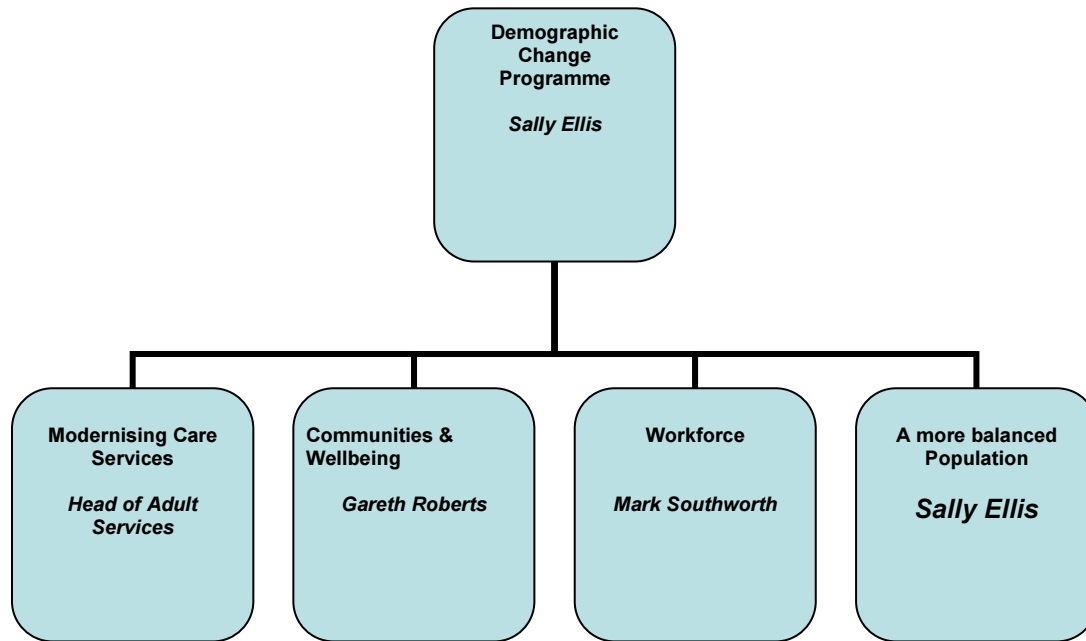 Demographic
Change
Programme
Sally Ellis
Modernising Care
Services
Head of Adult
Services
Communities &
Wellbeing
Gareth Roberts
Workforce
Mark Southworth
A more balanced
Population
Sally Ellis